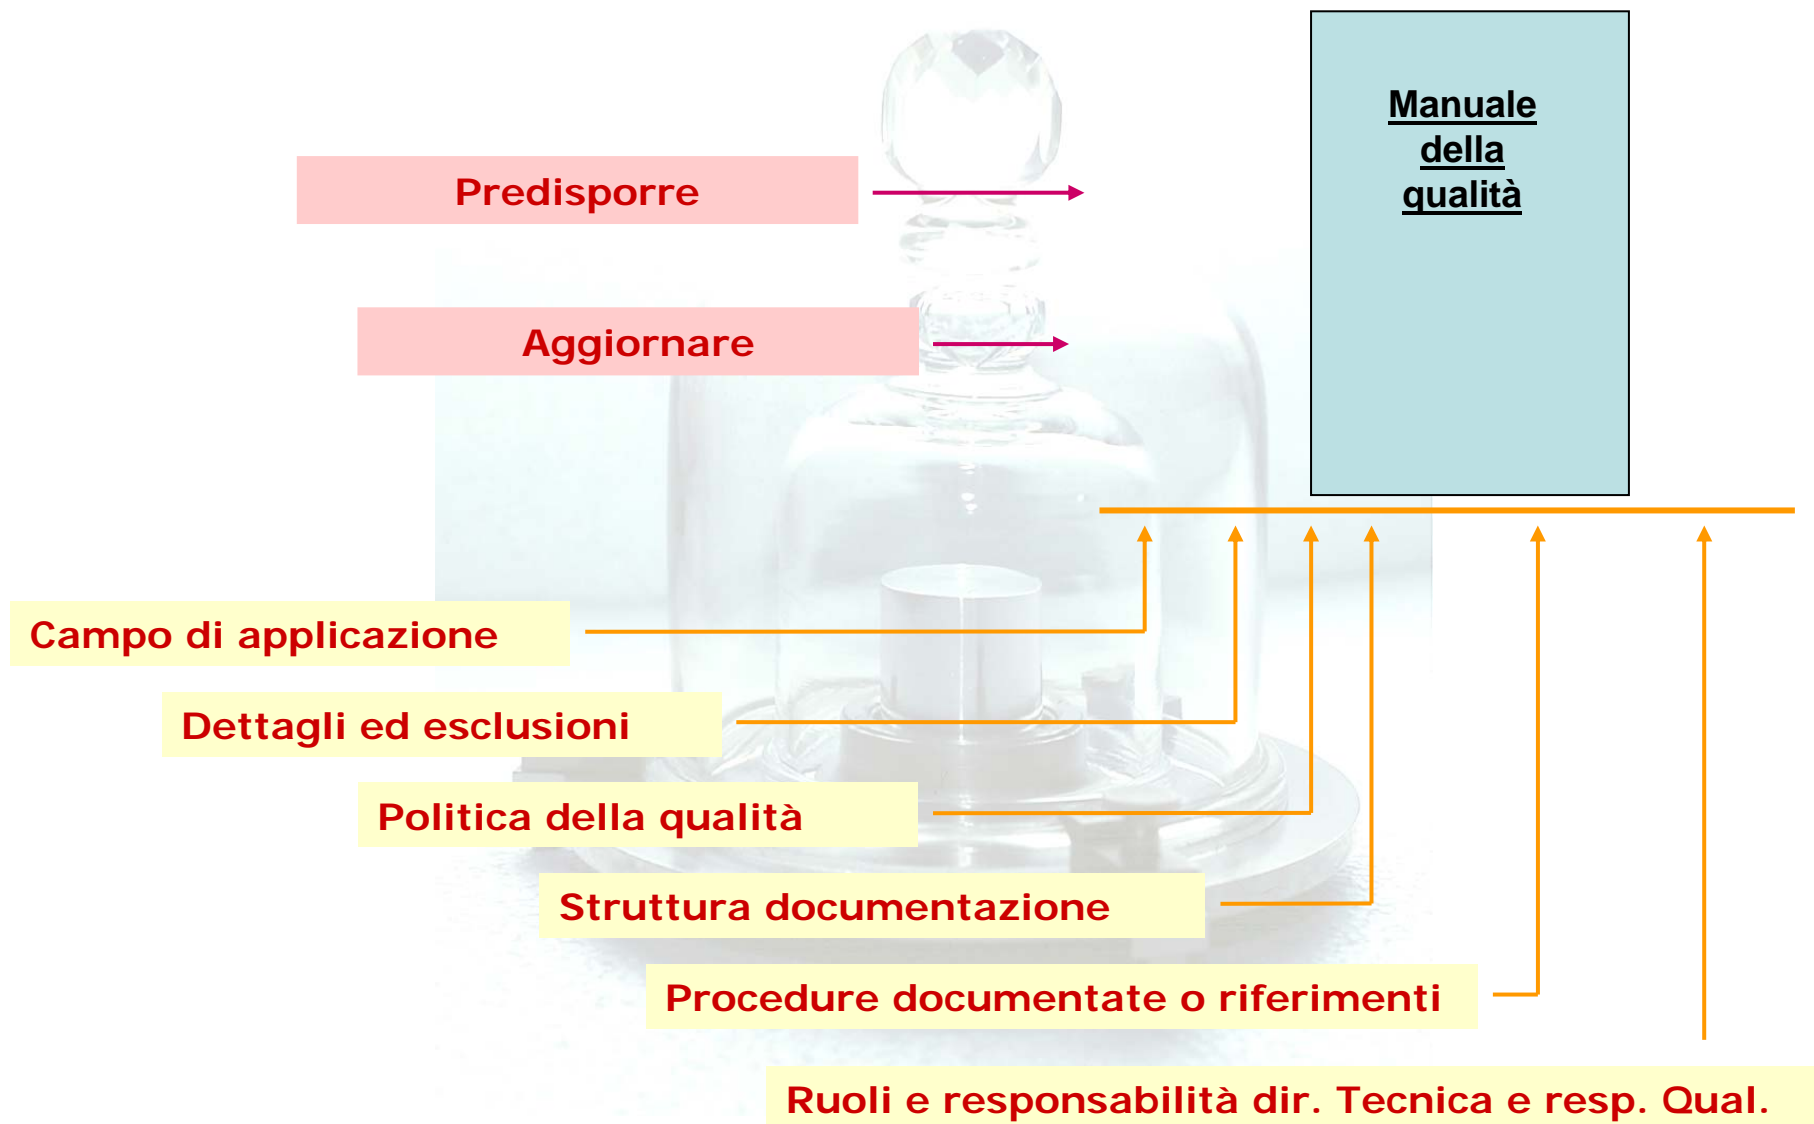 Manuale
della
qualità
Predisporre
Aggiornare
Campo di applicazione
Dettagli ed esclusioni
Politica della qualità
Struttura documentazione
Procedure documentate o riferimenti
Ruoli e responsabilità dir. Tecnica e resp. Qual.